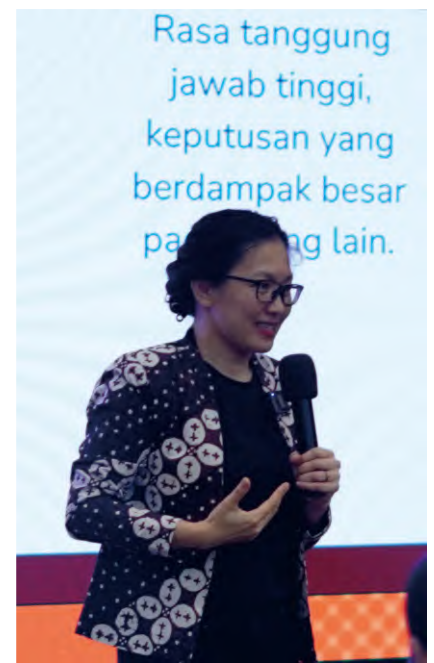 Rasa tanggung
jawab tinggi,
keputusan yang
berdampak besar
lain.